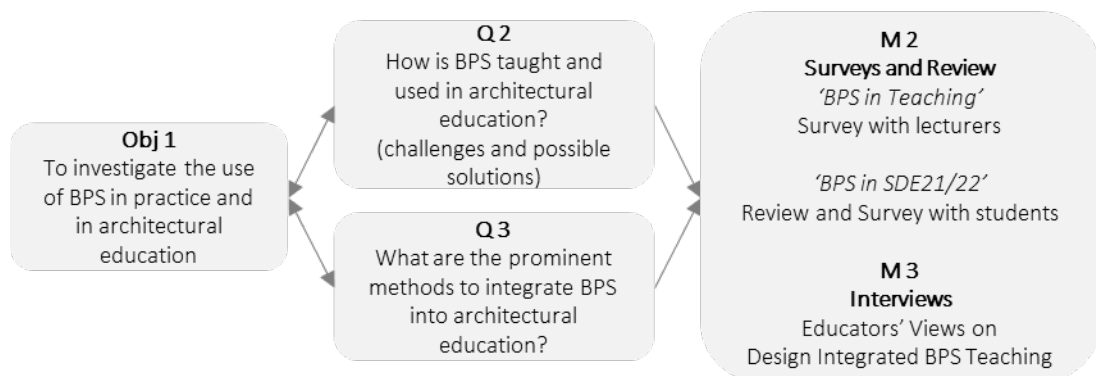 Obj 1
To investigate the use
of BPS in practice and
in architectural
education
Q 2
How is BPS taught and
used in architectural
education?
(challenges and possible
solutions)
Q 3
What are the prominent
methods to integrate BPS
into architectural
education?
M 2
Surveys and Review
‘BPS in Teaching’
Survey with lecturers
‘BPS in SDE21/22’
Review and Survey with students
M 3
Interviews
Educators’ Views on
Design Integrated BPS Teaching